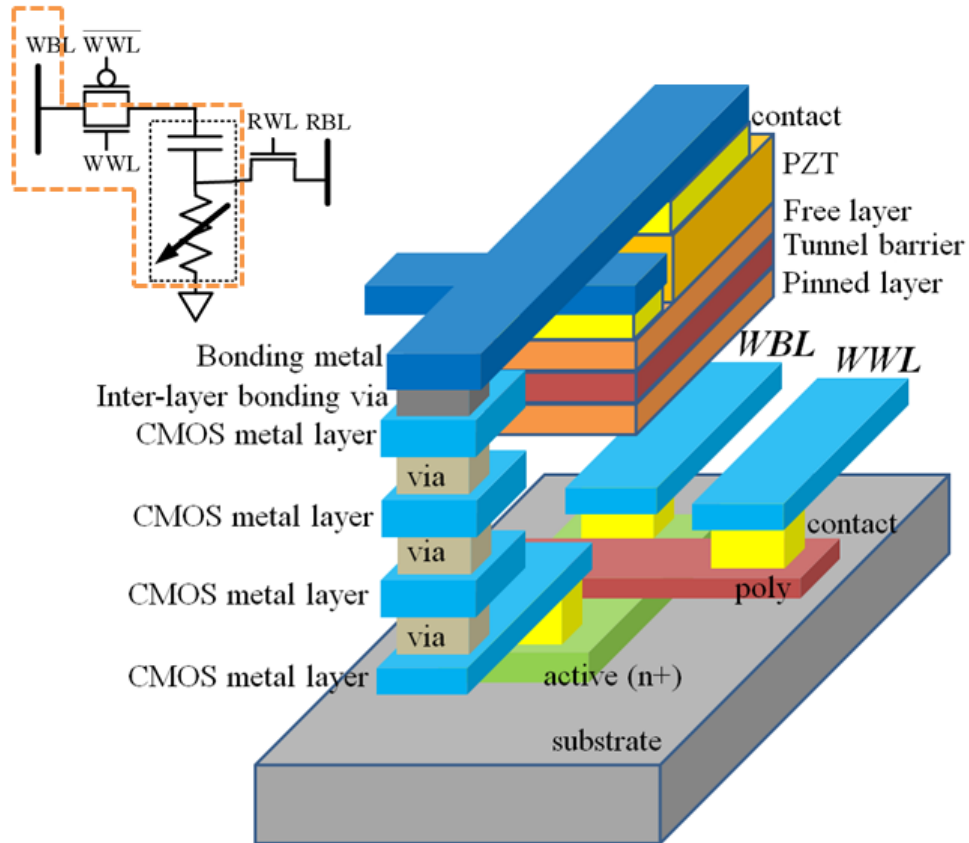 WBL W̅W̅L̅
WWL
RWL RBL
contact
PZT
Free layer
Tunnel barrier
Pinned layer
Bonding metal
Inter-layer bonding via
CMOS metal layer
via
CMOS metal layer
via
CMOS metal layer
via
CMOS metal layer
WBL WWL
contact
poly
active (n+)
substrate